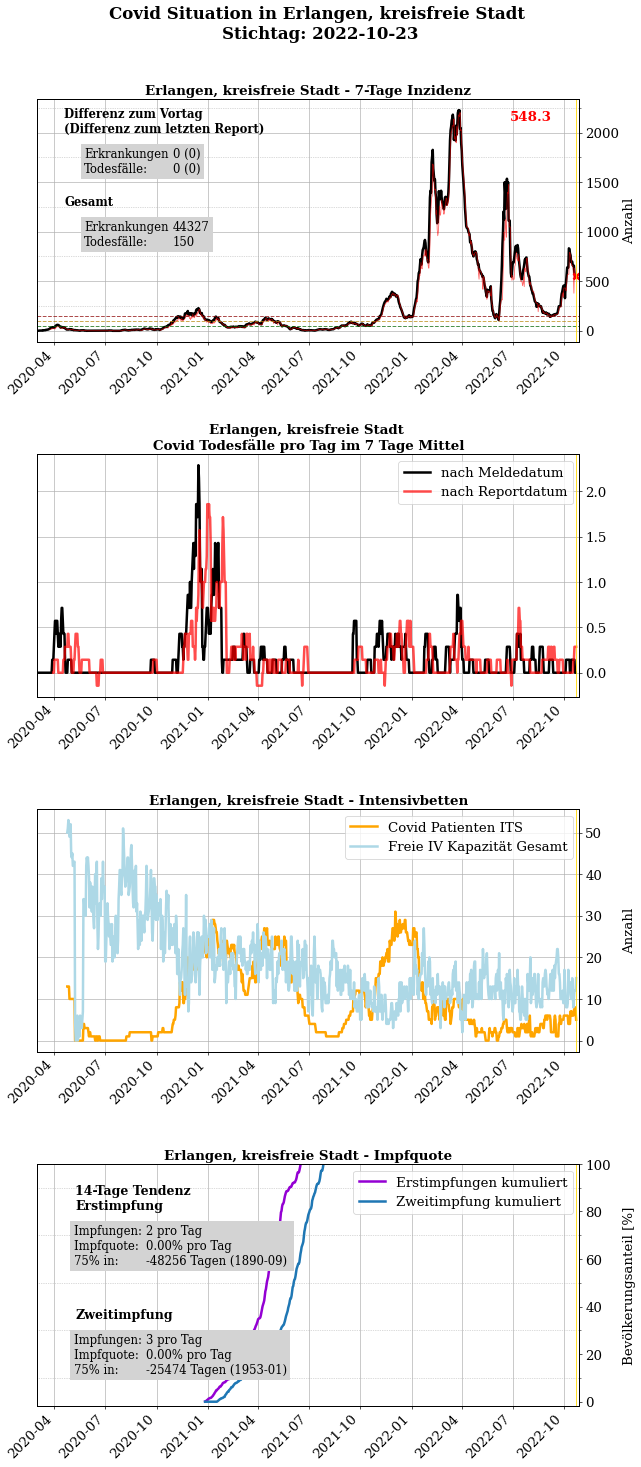 Covid Situation in Erlangen, kreisfreie Stadt
Stichtag: 2022-10-23
Erlangen, kreisfreie Stadt - 7-Tage Inzidenz
Differenz zum Vortag
(Differenz zum letzten Report)
Erkrankungen 0 (0)
Todesfälle: 0 (0)
Gesamt
Erkrankungen 44327
Todesfälle: 150
548.3
2000
1500
1000
500
0
Anzahl
2020-04 2020-07 2020-10 2021-01 2021-04 2021-07 2021-10 2022-01 2022-04 2022-07 2022-10
Erlangen, kreisfreie Stadt
Covid Todesfälle pro Tag im 7 Tage Mittel
nach Meldedatum
nach Reportdatum
2.0
1.5
1.0
0.5
0.0
2020-04 2020-07 2020-10 2021-01 2021-04 2021-07 2021-10 2022-01 2022-04 2022-07 2022-10
Erlangen, kreisfreie Stadt - Intensivbetten
Covid Patienten ITS
Freie IV Kapazität Gesamt
50
40
30
20
10
0
Anzahl
2020-04 2020-07 2020-10 2021-01 2021-04 2021-07 2021-10 2022-01 2022-04 2022-07 2022-10
Erlangen, kreisfreie Stadt - Impfquote
14-Tage Tendenz
Erstimpfung
Impfungen: 2 pro Tag
Impfquote: 0.00% pro Tag
75% in: -48256 Tagen (1890-09)
Zweitimpfung
Impfungen: 3 pro Tag
Impfquote: 0.00% pro Tag
75% in: -25474 Tagen (1953-01)
Erstimpfungen kumuliert
Zweitimpfung kumuliert
100
80
60
40
20
0
Bevölkerungsanteil [%]
2020-04 2020-07 2020-10 2021-01 2021-04 2021-07 2021-10 2022-01 2022-04 2022-07 2022-10